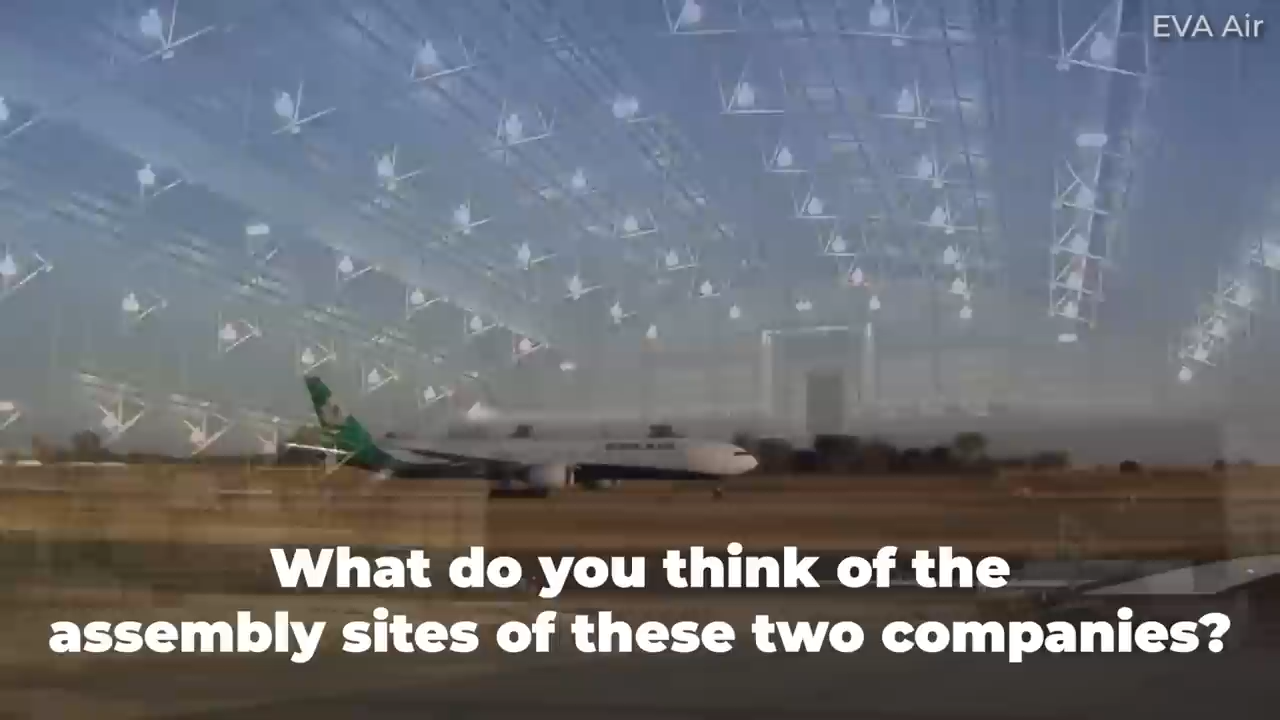 EVA Air
What do you think of the
assembly sites of these two companies?